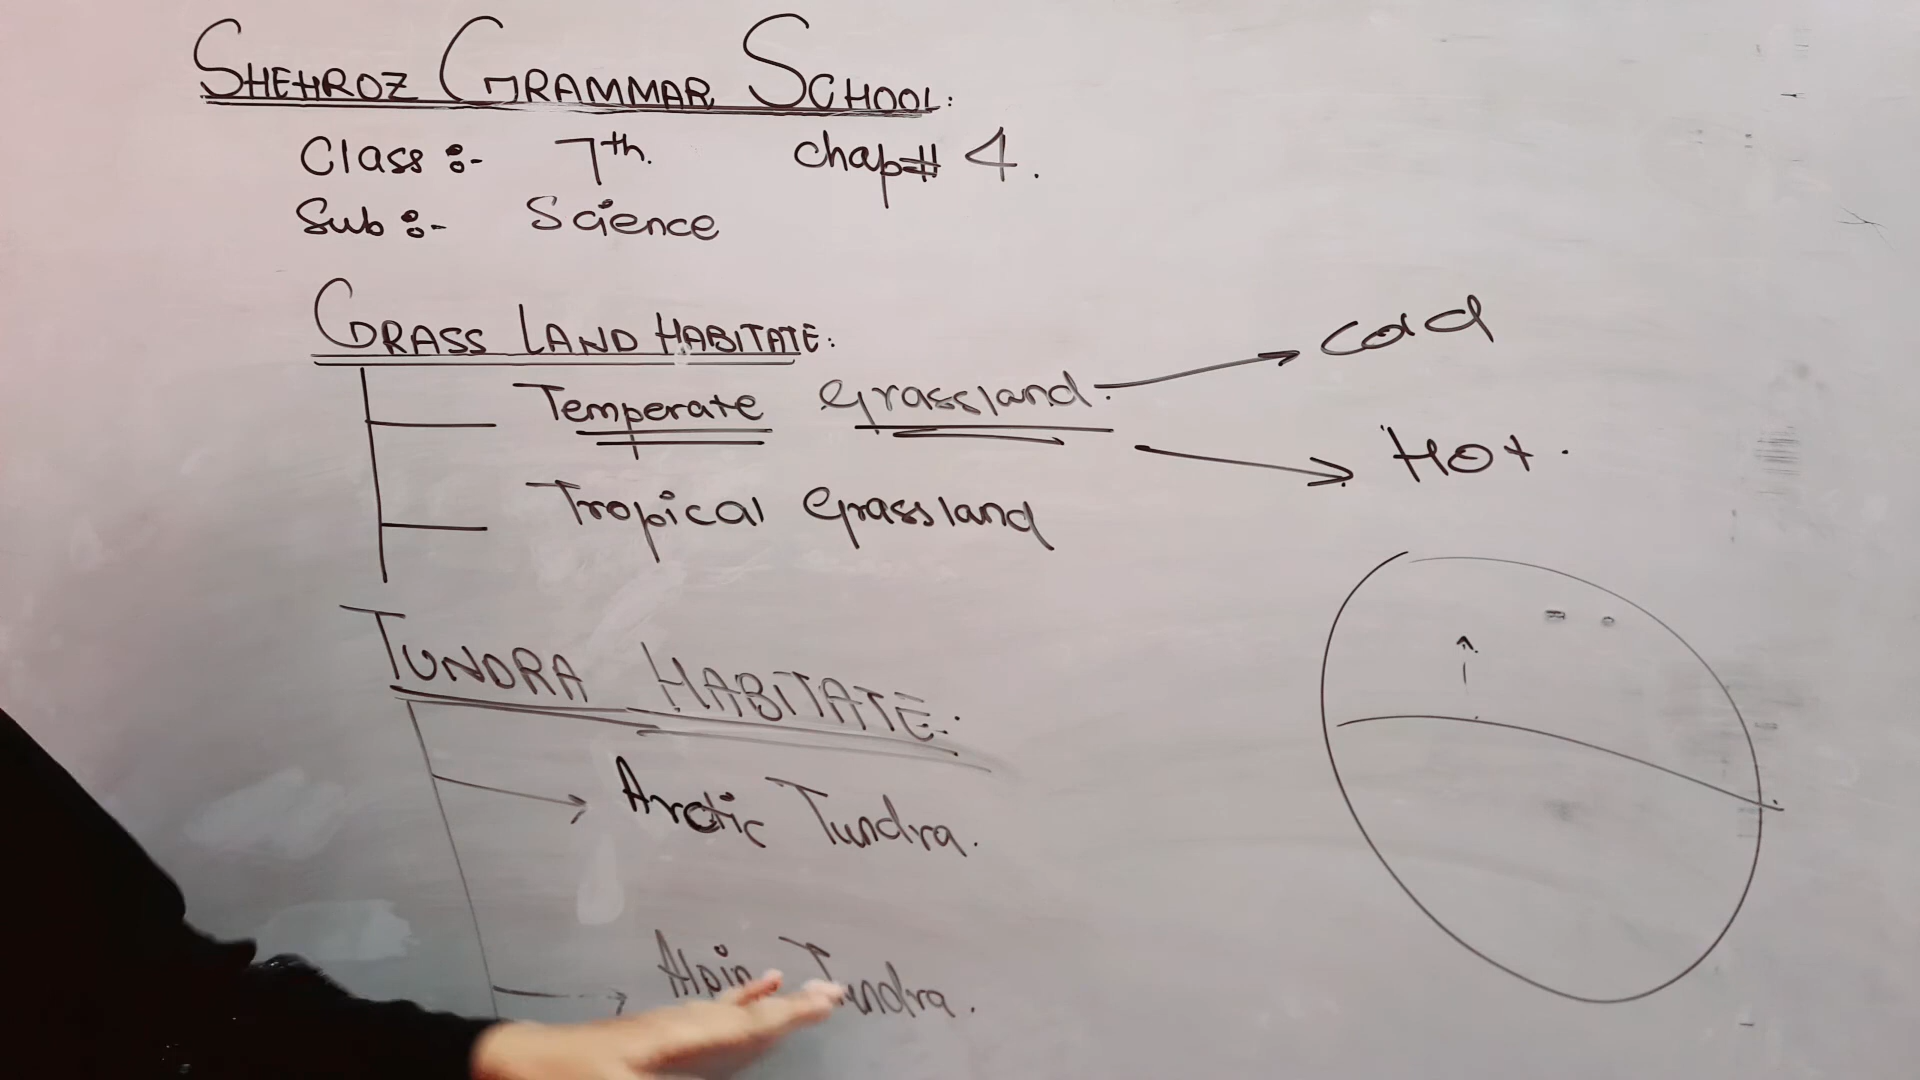 SHEHROZ GRAMMAR SCHOOL:
Class :- 7th. Chap# 4.
Sub :- Science
GRASS LAND HABITATE:
Temperate Grassland. Cold
Hot.
Tropical Grassland
TUNDRA HABITATE:
Arctic Tundra.
Tundra.